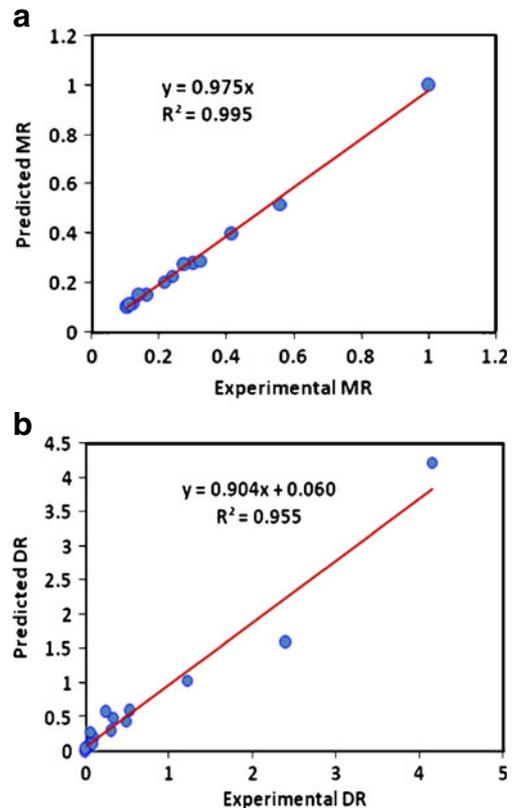 a
1.2
1
0.8
0.6
0.4
0.2
0
Predicted MR
y = 0.975x
R² = 0.995
0 0.2 0.4 0.6 0.8 1 1.2
Experimental MR
b
4.5
4
3.5
3
2.5
2
1.5
1
0.5
0
Predicted DR
y = 0.904x + 0.060
R² = 0.955
0 1 2 3 4 5
Experimental DR